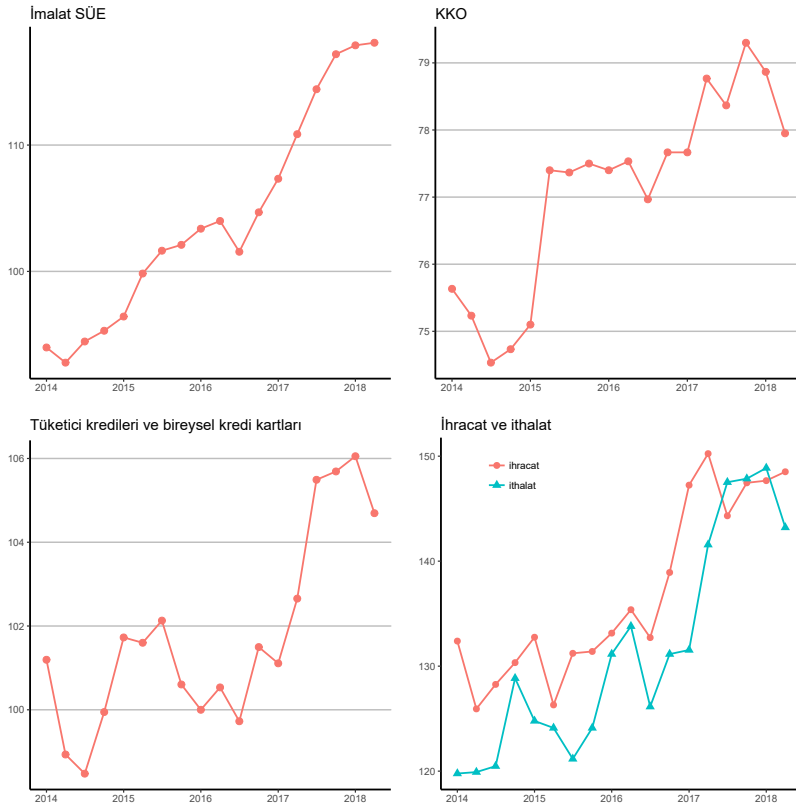 İmalat SÜE
110
100
2014 2015 2016 2017 2018
KKO
79
78
77
76
75
2014 2015 2016 2017 2018
Tüketici kredileri ve bireysel kredi kartları
106
104
102
100
2014 2015 2016 2017 2018
İhracat ve ithalat
ihracat
ithalat
150
140
130
120
2014 2015 2016 2017 2018